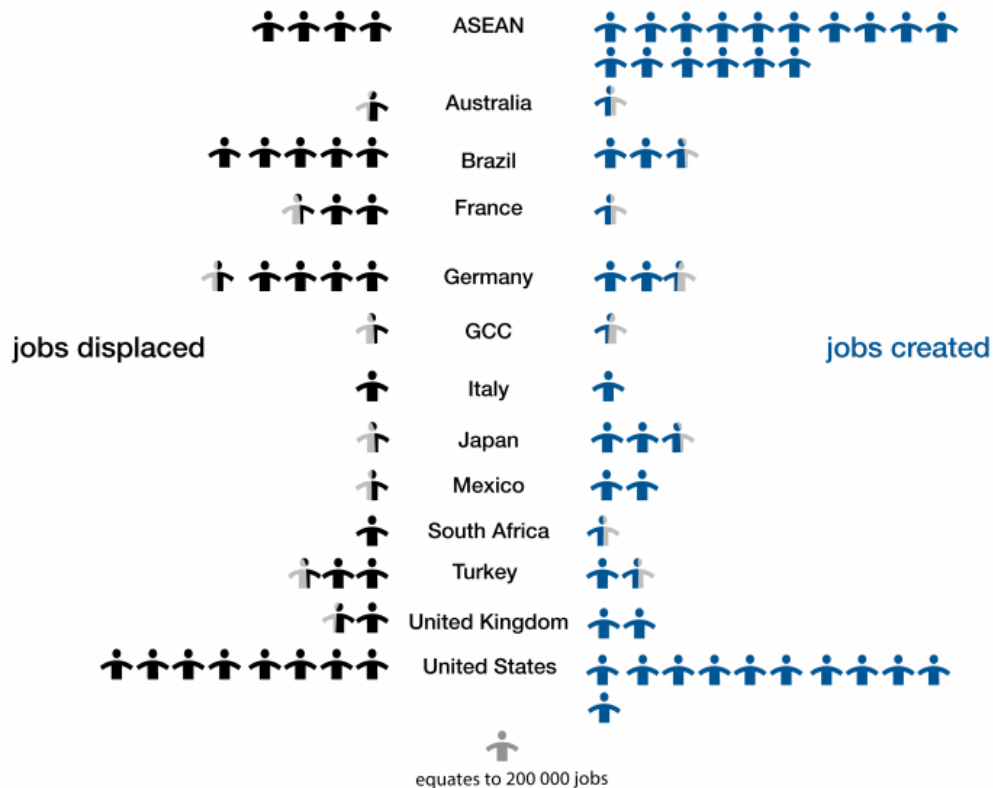 ASEAN
Australia
Brazil
France
Germany
GCC
jobs displaced
jobs created
Italy
Japan
Mexico
South Africa
Turkey
United Kingdom
United States
equates to 200 000 jobs